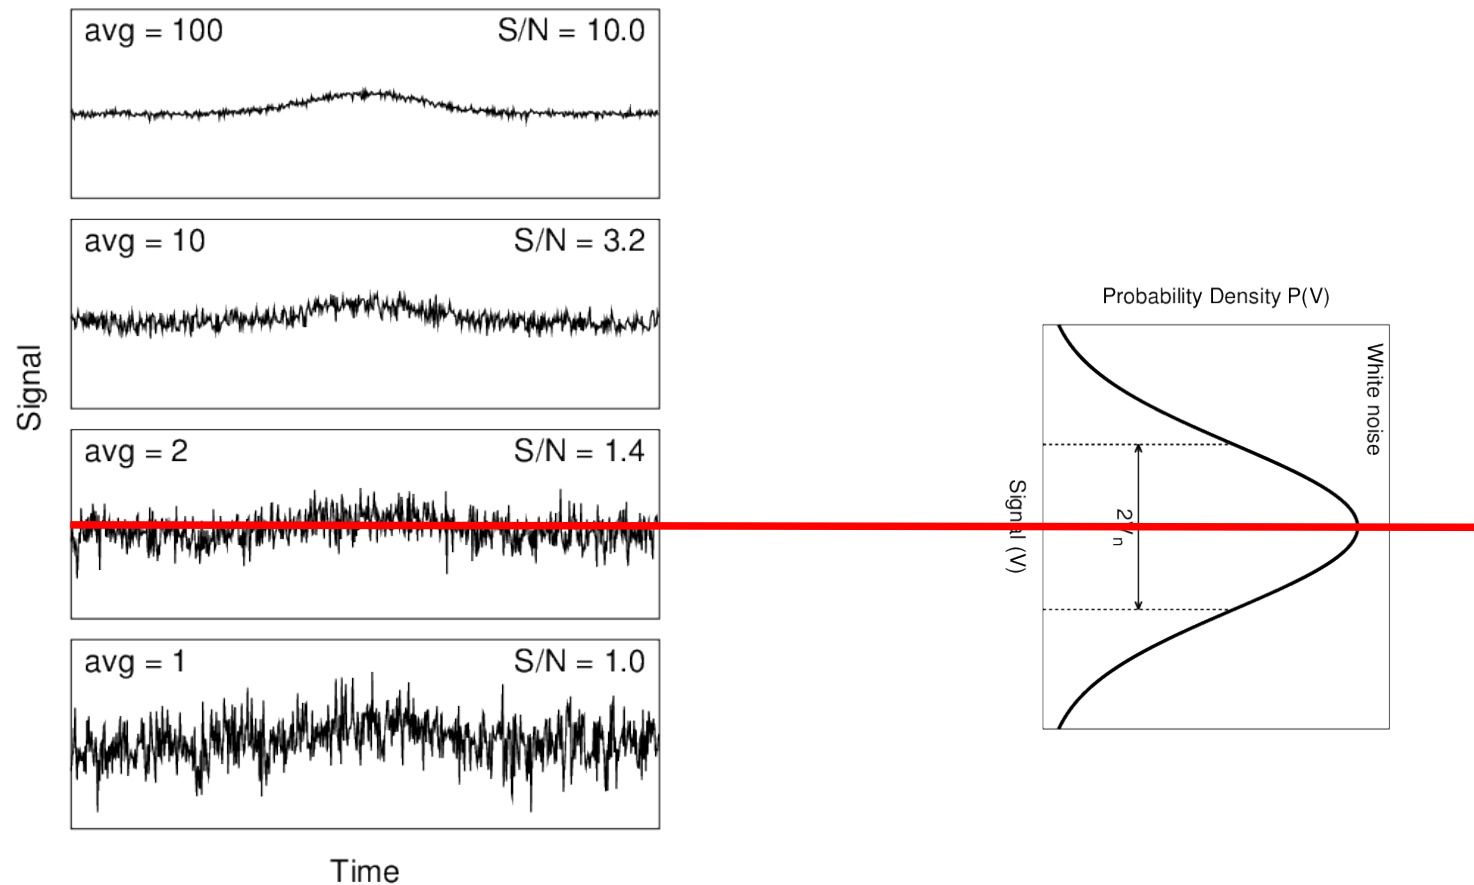 avg = 100
S/N = 10.0
avg = 10
S/N = 3.2
avg = 2
S/N = 1.4
avg = 1
S/N = 1.0
Signal
Time
Probability Density P(V)
White noise
Signal (V)